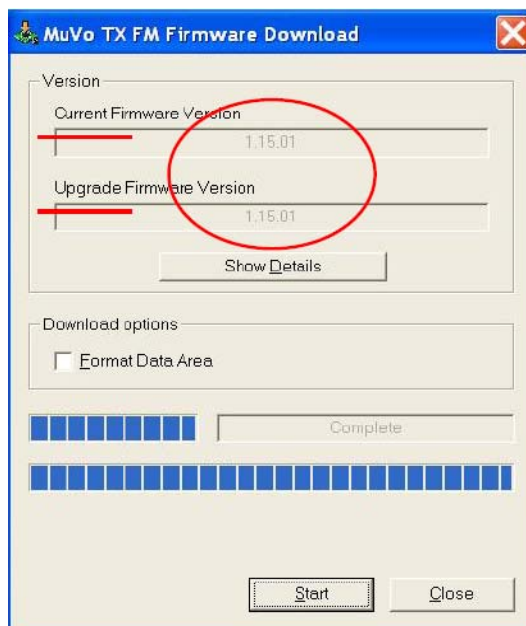 MuVo TX FM Firmware Download
Version
Current Firmware Version
1.15.01
Upgrade Firmware Version
1.15.01
Show Details
Download options
Format Data Area
Complete
Start
Close